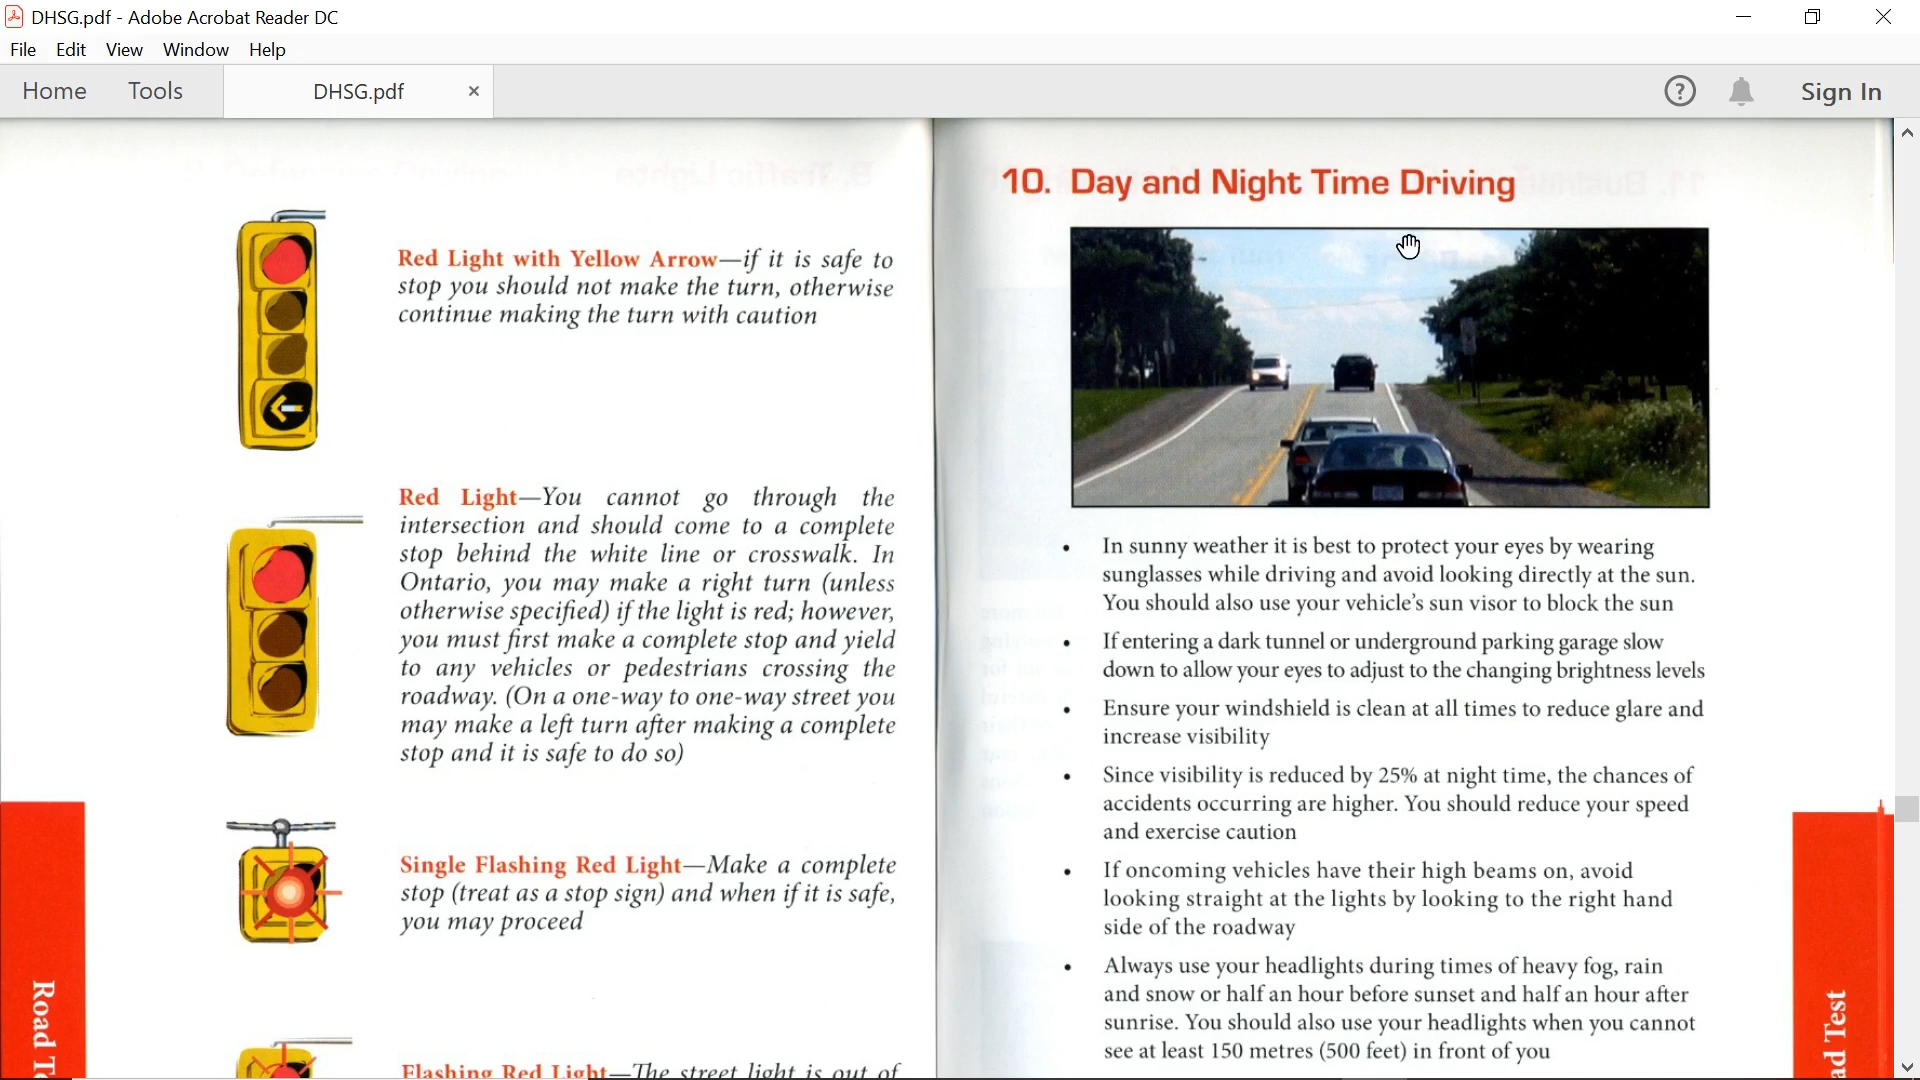 DHSG.pdf - Adobe Acrobat Reader DC
File Edit View Window Help
Home Tools DHSG.pdf × ? Sign In
Red Light with Yellow Arrow—if it is safe to
stop you should not make the turn, otherwise
continue making the turn with caution
Red Light—You cannot go through the
intersection and should come to a complete
stop behind the white line or crosswalk. In
Ontario, you may make a right turn (unless
otherwise specified) if the light is red; however,
you must first make a complete stop and yield
to any vehicles or pedestrians crossing the
roadway. (On a one-way to one-way street you
may make a left turn after making a complete
stop and it is safe to do so)
Single Flashing Red Light—Make a complete
stop (treat as a stop sign) and when if it is safe,
you may proceed
Flashing Red Light—The street light is out of
Road
10. Day and Night Time Driving
• In sunny weather it is best to protect your eyes by wearing
sunglasses while driving and avoid looking directly at the sun.
You should also use your vehicle's sun visor to block the sun
• If entering a dark tunnel or underground parking garage slow
down to allow your eyes to adjust to the changing brightness levels
• Ensure your windshield is clean at all times to reduce glare and
increase visibility
• Since visibility is reduced by 25% at night time, the chances of
accidents occurring are higher. You should reduce your speed
and exercise caution
• If oncoming vehicles have their high beams on, avoid
looking straight at the lights by looking to the right hand
side of the roadway
• Always use your headlights during times of heavy fog, rain
and snow or half an hour before sunset and half an hour after
sunrise. You should also use your headlights when you cannot
see at least 150 metres (500 feet) in front of you
ad Test